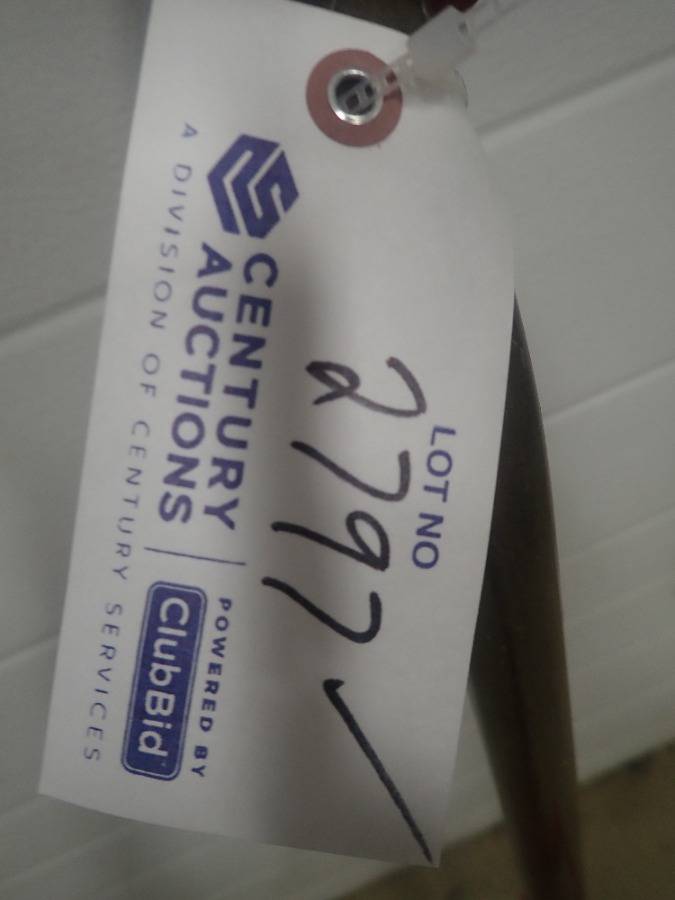 LOT NO
2797
CENTURY
AUCTIONS
POWERED BY
ClubBid
A DIVISION OF CENTURY SERVICES